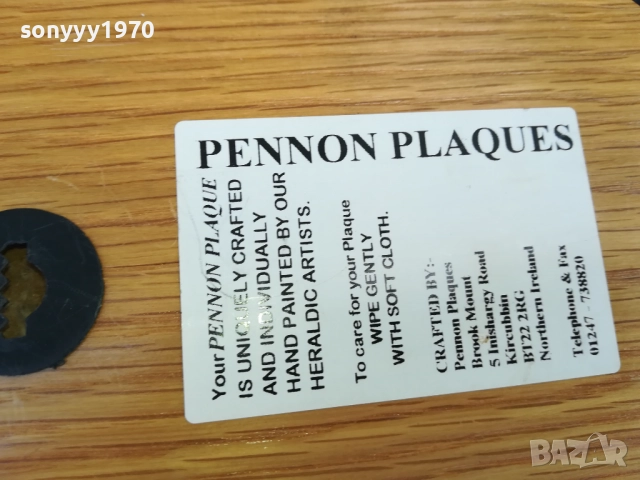 sonyyy1970
PENNON PLAQUES
Your PENNON PLAQUE
IS UNIQUELY CRAFTED
AND INDIVIDUALLY
HAND PAINTED BY OUR
HERALDIC ARTISTS.
To care for your Plaque
WIPE GENTLY
WITH SOFT CLOTH.
CRAFTED BY:-
Pennon Plaques
Brook Mount
5 Inishargy Road
Kircubbin
BT22 2RG
Northern Ireland
Telephone & Fax
01247 - 738820
BAZAR